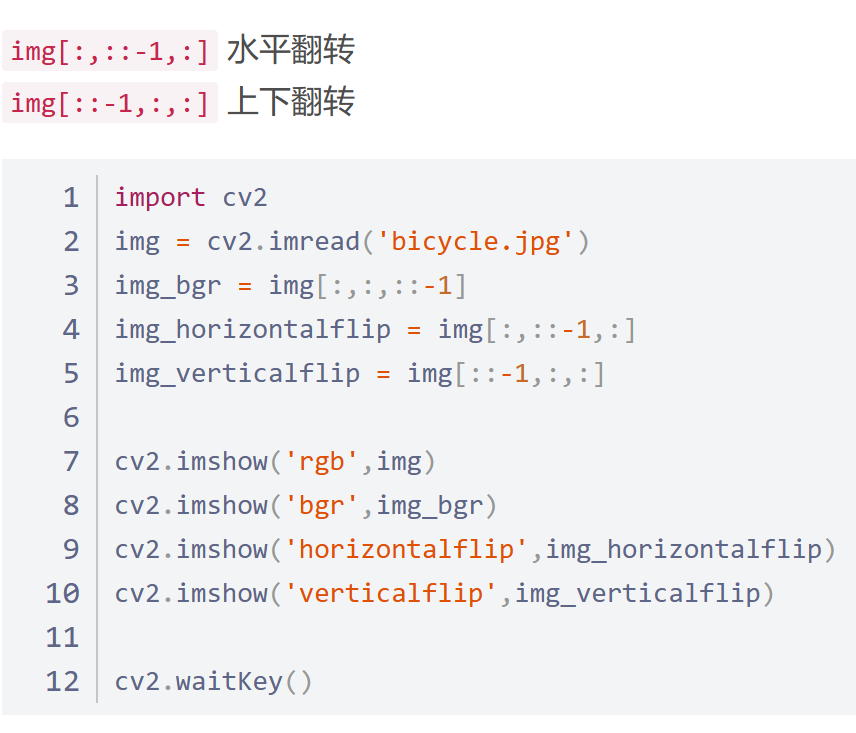 img[:,::-1,:] 水平翻转
img[::-1,:,:] 上下翻转
1 import cv2
2 img = cv2.imread('bicycle.jpg')
3 img_bgr = img[:,:,::-1]
4 img_horizontalflip = img[:,::-1,:]
5 img_verticalflip = img[::-1,:,:]
6
7 cv2.imshow('rgb',img)
8 cv2.imshow('bgr',img_bgr)
9 cv2.imshow('horizontalflip',img_horizontalflip)
10 cv2.imshow('verticalflip',img_verticalflip)
11
12 cv2.waitKey()